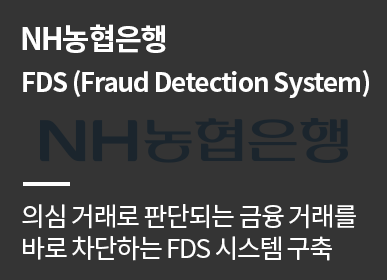 NH농협은행
FDS (Fraud Detection System)
NH농협은행
의심 거래로 판단되는 금융 거래를
바로 차단하는 FDS 시스템 구축